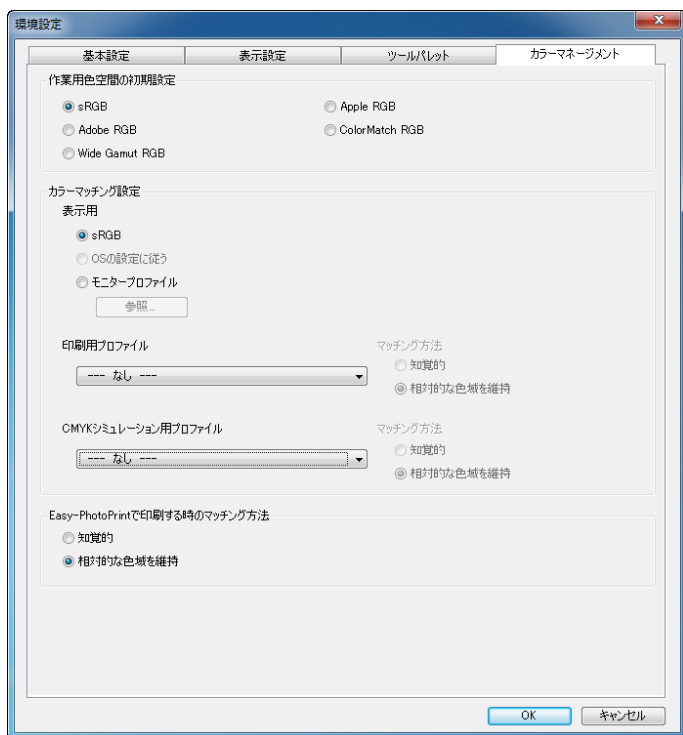 環境設定
基本設定 表示設定 ツールパレット カラーマネージメント
作業用色空間の初期設定
sRGB Apple RGB
Adobe RGB ColorMatch RGB
Wide Gamut RGB
カラーマッチング設定
表示用
sRGB
OSの設定に従う
モニタープロファイル
参照...
印刷用プロファイル マッチング方法
知覚的
--- なし ---
相対的な色域を維持
CMYKシミュレーション用プロファイル マッチング方法
知覚的
--- なし ---
相対的な色域を維持
Easy-PhotoPrintで印刷する時のマッチング方法
知覚的
相対的な色域を維持
OK キャンセル